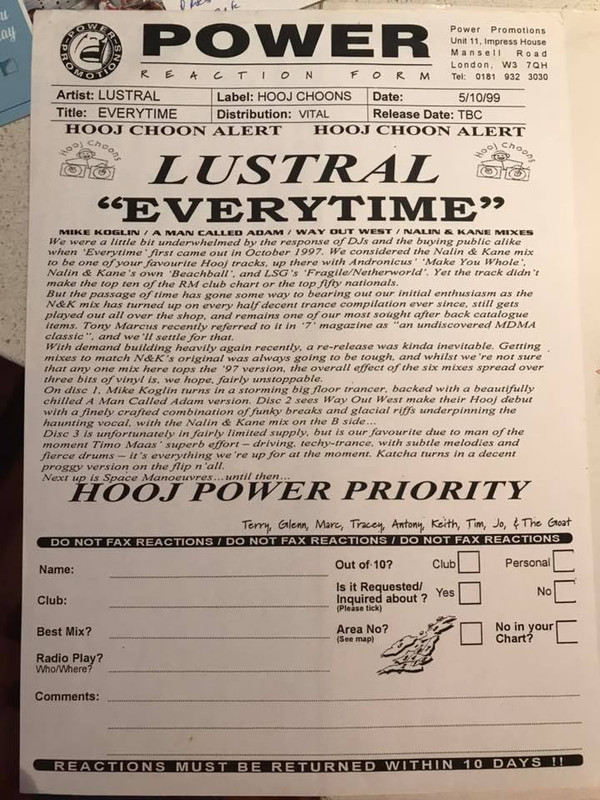 POWER
REACTION FORM
Power Promotions
Unit 11, Impress House
Mansell Road
London, W3 7QH
Tel: 0181 932 3030
POWER'S
PROMOTIONS
Artist: LUSTRAL Label: HOOJ CHOONS Date: 5/10/99
Title: EVERYTIME Distribution: VITAL Release Date: TBC
HOOJ CHOON ALERT HOOJ CHOON ALERT
Hooj Choons Hooj Choons
LUSTRAL
“EVERYTIME”
MIKE KOGLIN / A MAN CALLED ADAM / WAY OUT WEST / NALIN & KANE MIXES
We were a little bit underwhelmed by the response of DJs and the buying public alike
when 'Everytime' first came out in October 1997. We considered the Nalin & Kane mix
to be one of your favourite Hooj tracks, up there with Andronicus' 'Make You Whole',
Nalin & Kane's own 'Beachball', and LSG's 'Fragile/Netherworld'. Yet the track didn't
make the top ten of the RM club chart or the top fifty nationals.
But the passage of time has gone some way to bearing out our initial enthusiasm as the
N&K mix has turned up on every half decent trance compilation ever since, still gets
played out all over the shop, and remains one of our most sought after back catalogue
items. Tony Marcus recently referred to it in '7' magazine as "an undiscovered MDMA
classic", and we'll settle for that.
With demand building heavily again recently, a re-release was kinda inevitable. Getting
mixes to match N&K's original was always going to be tough, and whilst we're not sure
that any one mix here tops the '97 version, the overall effect of the six mixes spread over
three bits of vinyl is, we hope, fairly unstoppable.
On disc 1, Mike Koglin turns in a storming big floor trancer, backed with a beautifully
chilled A Man Called Adam version. Disc 2 sees Way Out West make their Hooj debut
with a finely crafted combination of funky breaks and glacial riffs underpinning the
haunting vocal, with the Nalin & Kane mix on the B side...
Disc 3 is unfortunately in fairly limited supply, but is our favourite due to man of the
moment Timo Maas' superb effort – driving, techy-trance, with subtle melodies and
fierce drums – it's everything we're up for at the moment. Katcha turns in a decent
proggy version on the flip n'all.
Next up is Space Manoeuvres...until then...
HOOJ POWER PRIORITY
Terry, Glenn, Marc, Tracey, Antony, Keith, Tim, Jo, & The Goat
DO NOT FAX REACTIONS / DO NOT FAX REACTIONS / DO NOT FAX REACTIONS
Name: Out of 10? Club Personal
Club: Is it Requested/ Inquired about ? (Please tick) Yes No
Best Mix? Area No? (See map) No in your Chart?
Radio Play?
Who/Where?
Comments:
REACTIONS MUST BE RETURNED WITHIN 10 DAYS !!